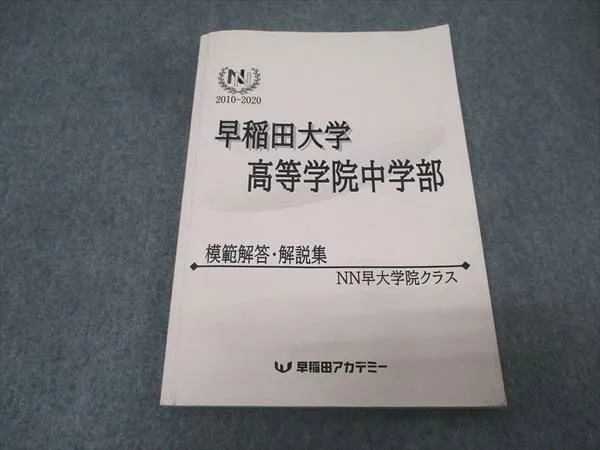 NN
2010-2020
早稲田大学
高等学院中学部
模範解答・解説集
NN早大学院クラス
早稲田アカデミー